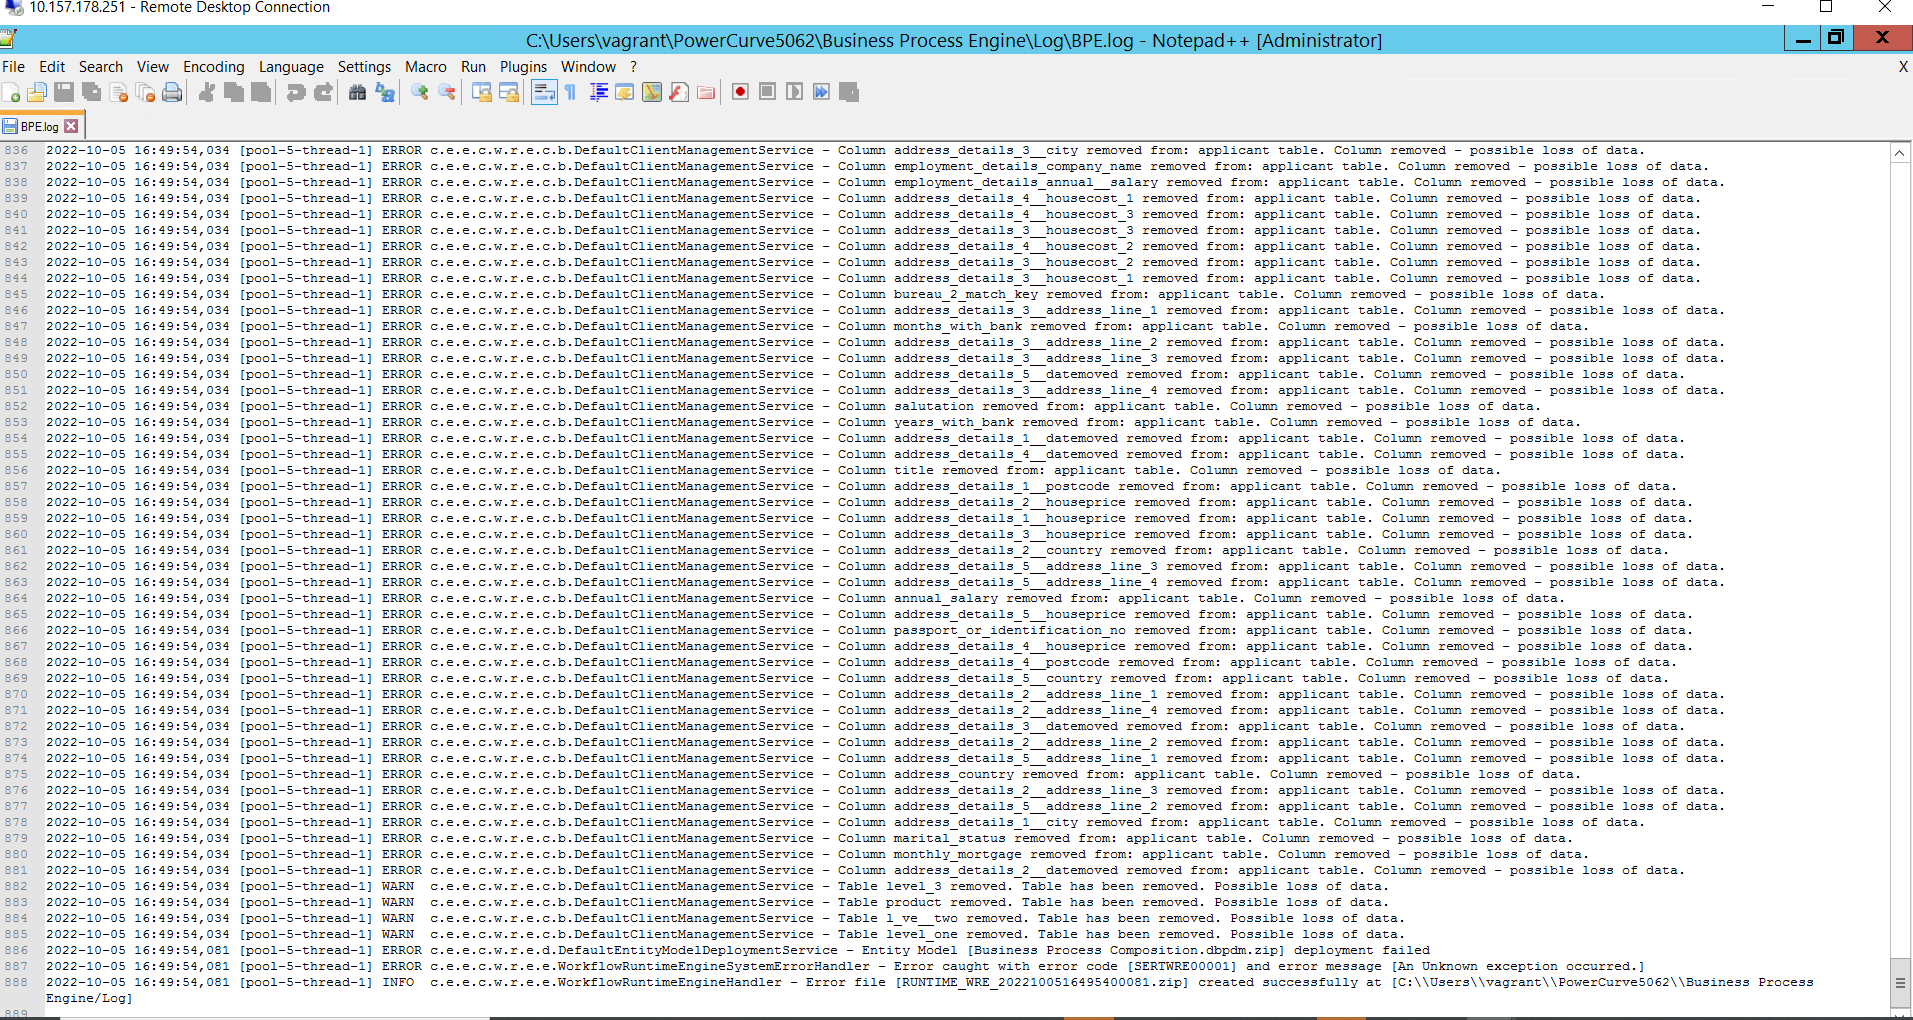 10.157.178.251 - Remote Desktop Connection
C:\Users\vagrant\PowerCurve5062\Business Process Engine\Log\BPE.log - Notepad++ [Administrator]
File Edit Search View Encoding Language Settings Macro Run Plugins Window ? X
BPE.log
836 2022-10-05 16:49:54,034 [pool-5-thread-1] ERROR c.e.e.c.w.r.e.c.b.DefaultClientManagementService - Column address_details_3__city removed from: applicant table. Column removed - possible loss of data.
837 2022-10-05 16:49:54,034 [pool-5-thread-1] ERROR c.e.e.c.w.r.e.c.b.DefaultClientManagementService - Column employment_details_company_name removed from: applicant table. Column removed - possible loss of data.
838 2022-10-05 16:49:54,034 [pool-5-thread-1] ERROR c.e.e.c.w.r.e.c.b.DefaultClientManagementService - Column employment_details_annual__salary removed from: applicant table. Column removed - possible loss of data.
839 2022-10-05 16:49:54,034 [pool-5-thread-1] ERROR c.e.e.c.w.r.e.c.b.DefaultClientManagementService - Column address_details_4__housecost_1 removed from: applicant table. Column removed - possible loss of data.
840 2022-10-05 16:49:54,034 [pool-5-thread-1] ERROR c.e.e.c.w.r.e.c.b.DefaultClientManagementService - Column address_details_4__housecost_3 removed from: applicant table. Column removed - possible loss of data.
841 2022-10-05 16:49:54,034 [pool-5-thread-1] ERROR c.e.e.c.w.r.e.c.b.DefaultClientManagementService - Column address_details_3__housecost_3 removed from: applicant table. Column removed - possible loss of data.
842 2022-10-05 16:49:54,034 [pool-5-thread-1] ERROR c.e.e.c.w.r.e.c.b.DefaultClientManagementService - Column address_details_4__housecost_2 removed from: applicant table. Column removed - possible loss of data.
843 2022-10-05 16:49:54,034 [pool-5-thread-1] ERROR c.e.e.c.w.r.e.c.b.DefaultClientManagementService - Column address_details_3__housecost_2 removed from: applicant table. Column removed - possible loss of data.
844 2022-10-05 16:49:54,034 [pool-5-thread-1] ERROR c.e.e.c.w.r.e.c.b.DefaultClientManagementService - Column address_details_3__housecost_1 removed from: applicant table. Column removed - possible loss of data.
845 2022-10-05 16:49:54,034 [pool-5-thread-1] ERROR c.e.e.c.w.r.e.c.b.DefaultClientManagementService - Column bureau_2_match_key removed from: applicant table. Column removed - possible loss of data.
846 2022-10-05 16:49:54,034 [pool-5-thread-1] ERROR c.e.e.c.w.r.e.c.b.DefaultClientManagementService - Column address_details_3__address_line_1 removed from: applicant table. Column removed - possible loss of data.
847 2022-10-05 16:49:54,034 [pool-5-thread-1] ERROR c.e.e.c.w.r.e.c.b.DefaultClientManagementService - Column months_with_bank removed from: applicant table. Column removed - possible loss of data.
848 2022-10-05 16:49:54,034 [pool-5-thread-1] ERROR c.e.e.c.w.r.e.c.b.DefaultClientManagementService - Column address_details_3__address_line_2 removed from: applicant table. Column removed - possible loss of data.
849 2022-10-05 16:49:54,034 [pool-5-thread-1] ERROR c.e.e.c.w.r.e.c.b.DefaultClientManagementService - Column address_details_3__address_line_3 removed from: applicant table. Column removed - possible loss of data.
850 2022-10-05 16:49:54,034 [pool-5-thread-1] ERROR c.e.e.c.w.r.e.c.b.DefaultClientManagementService - Column address_details_5__datemoved removed from: applicant table. Column removed - possible loss of data.
851 2022-10-05 16:49:54,034 [pool-5-thread-1] ERROR c.e.e.c.w.r.e.c.b.DefaultClientManagementService - Column address_details_3__address_line_4 removed from: applicant table. Column removed - possible loss of data.
852 2022-10-05 16:49:54,034 [pool-5-thread-1] ERROR c.e.e.c.w.r.e.c.b.DefaultClientManagementService - Column salutation removed from: applicant table. Column removed - possible loss of data.
853 2022-10-05 16:49:54,034 [pool-5-thread-1] ERROR c.e.e.c.w.r.e.c.b.DefaultClientManagementService - Column years_with_bank removed from: applicant table. Column removed - possible loss of data.
854 2022-10-05 16:49:54,034 [pool-5-thread-1] ERROR c.e.e.c.w.r.e.c.b.DefaultClientManagementService - Column address_details_1__datemoved removed from: applicant table. Column removed - possible loss of data.
855 2022-10-05 16:49:54,034 [pool-5-thread-1] ERROR c.e.e.c.w.r.e.c.b.DefaultClientManagementService - Column address_details_4__datemoved removed from: applicant table. Column removed - possible loss of data.
856 2022-10-05 16:49:54,034 [pool-5-thread-1] ERROR c.e.e.c.w.r.e.c.b.DefaultClientManagementService - Column title removed from: applicant table. Column removed - possible loss of data.
857 2022-10-05 16:49:54,034 [pool-5-thread-1] ERROR c.e.e.c.w.r.e.c.b.DefaultClientManagementService - Column address_details_1__postcode removed from: applicant table. Column removed - possible loss of data.
858 2022-10-05 16:49:54,034 [pool-5-thread-1] ERROR c.e.e.c.w.r.e.c.b.DefaultClientManagementService - Column address_details_2__houseprice removed from: applicant table. Column removed - possible loss of data.
859 2022-10-05 16:49:54,034 [pool-5-thread-1] ERROR c.e.e.c.w.r.e.c.b.DefaultClientManagementService - Column address_details_1__houseprice removed from: applicant table. Column removed - possible loss of data.
860 2022-10-05 16:49:54,034 [pool-5-thread-1] ERROR c.e.e.c.w.r.e.c.b.DefaultClientManagementService - Column address_details_3__houseprice removed from: applicant table. Column removed - possible loss of data.
861 2022-10-05 16:49:54,034 [pool-5-thread-1] ERROR c.e.e.c.w.r.e.c.b.DefaultClientManagementService - Column address_details_2__country removed from: applicant table. Column removed - possible loss of data.
862 2022-10-05 16:49:54,034 [pool-5-thread-1] ERROR c.e.e.c.w.r.e.c.b.DefaultClientManagementService - Column address_details_5__address_line_3 removed from: applicant table. Column removed - possible loss of data.
863 2022-10-05 16:49:54,034 [pool-5-thread-1] ERROR c.e.e.c.w.r.e.c.b.DefaultClientManagementService - Column address_details_5__address_line_4 removed from: applicant table. Column removed - possible loss of data.
864 2022-10-05 16:49:54,034 [pool-5-thread-1] ERROR c.e.e.c.w.r.e.c.b.DefaultClientManagementService - Column annual_salary removed from: applicant table. Column removed - possible loss of data.
865 2022-10-05 16:49:54,034 [pool-5-thread-1] ERROR c.e.e.c.w.r.e.c.b.DefaultClientManagementService - Column address_details_5__houseprice removed from: applicant table. Column removed - possible loss of data.
866 2022-10-05 16:49:54,034 [pool-5-thread-1] ERROR c.e.e.c.w.r.e.c.b.DefaultClientManagementService - Column passport_or_identification_no removed from: applicant table. Column removed - possible loss of data.
867 2022-10-05 16:49:54,034 [pool-5-thread-1] ERROR c.e.e.c.w.r.e.c.b.DefaultClientManagementService - Column address_details_4__houseprice removed from: applicant table. Column removed - possible loss of data.
868 2022-10-05 16:49:54,034 [pool-5-thread-1] ERROR c.e.e.c.w.r.e.c.b.DefaultClientManagementService - Column address_details_4__postcode removed from: applicant table. Column removed - possible loss of data.
869 2022-10-05 16:49:54,034 [pool-5-thread-1] ERROR c.e.e.c.w.r.e.c.b.DefaultClientManagementService - Column address_details_5__country removed from: applicant table. Column removed - possible loss of data.
870 2022-10-05 16:49:54,034 [pool-5-thread-1] ERROR c.e.e.c.w.r.e.c.b.DefaultClientManagementService - Column address_details_2__address_line_1 removed from: applicant table. Column removed - possible loss of data.
871 2022-10-05 16:49:54,034 [pool-5-thread-1] ERROR c.e.e.c.w.r.e.c.b.DefaultClientManagementService - Column address_details_2__address_line_4 removed from: applicant table. Column removed - possible loss of data.
872 2022-10-05 16:49:54,034 [pool-5-thread-1] ERROR c.e.e.c.w.r.e.c.b.DefaultClientManagementService - Column address_details_3__datemoved removed from: applicant table. Column removed - possible loss of data.
873 2022-10-05 16:49:54,034 [pool-5-thread-1] ERROR c.e.e.c.w.r.e.c.b.DefaultClientManagementService - Column address_details_2__address_line_2 removed from: applicant table. Column removed - possible loss of data.
874 2022-10-05 16:49:54,034 [pool-5-thread-1] ERROR c.e.e.c.w.r.e.c.b.DefaultClientManagementService - Column address_details_5__address_line_1 removed from: applicant table. Column removed - possible loss of data.
875 2022-10-05 16:49:54,034 [pool-5-thread-1] ERROR c.e.e.c.w.r.e.c.b.DefaultClientManagementService - Column address_country removed from: applicant table. Column removed - possible loss of data.
876 2022-10-05 16:49:54,034 [pool-5-thread-1] ERROR c.e.e.c.w.r.e.c.b.DefaultClientManagementService - Column address_details_2__address_line_3 removed from: applicant table. Column removed - possible loss of data.
877 2022-10-05 16:49:54,034 [pool-5-thread-1] ERROR c.e.e.c.w.r.e.c.b.DefaultClientManagementService - Column address_details_5__address_line_2 removed from: applicant table. Column removed - possible loss of data.
878 2022-10-05 16:49:54,034 [pool-5-thread-1] ERROR c.e.e.c.w.r.e.c.b.DefaultClientManagementService - Column address_details_1__city removed from: applicant table. Column removed - possible loss of data.
879 2022-10-05 16:49:54,034 [pool-5-thread-1] ERROR c.e.e.c.w.r.e.c.b.DefaultClientManagementService - Column marital_status removed from: applicant table. Column removed - possible loss of data.
880 2022-10-05 16:49:54,034 [pool-5-thread-1] ERROR c.e.e.c.w.r.e.c.b.DefaultClientManagementService - Column monthly_mortgage removed from: applicant table. Column removed - possible loss of data.
881 2022-10-05 16:49:54,034 [pool-5-thread-1] ERROR c.e.e.c.w.r.e.c.b.DefaultClientManagementService - Column address_details_2__datemoved removed from: applicant table. Column removed - possible loss of data.
882 2022-10-05 16:49:54,034 [pool-5-thread-1] WARN c.e.e.c.w.r.e.c.b.DefaultClientManagementService - Table level_3 removed. Table has been removed. Possible loss of data.
883 2022-10-05 16:49:54,034 [pool-5-thread-1] WARN c.e.e.c.w.r.e.c.b.DefaultClientManagementService - Table product removed. Table has been removed. Possible loss of data.
884 2022-10-05 16:49:54,034 [pool-5-thread-1] WARN c.e.e.c.w.r.e.c.b.DefaultClientManagementService - Table l_ve__two removed. Table has been removed. Possible loss of data.
885 2022-10-05 16:49:54,034 [pool-5-thread-1] WARN c.e.e.c.w.r.e.c.b.DefaultClientManagementService - Table level_one removed. Table has been removed. Possible loss of data.
886 2022-10-05 16:49:54,081 [pool-5-thread-1] ERROR c.e.e.c.w.r.e.d.DefaultEntityModelDeploymentService - Entity Model [Business Process Composition.dbpdm.zip] deployment failed
887 2022-10-05 16:49:54,081 [pool-5-thread-1] ERROR c.e.e.c.w.r.e.e.WorkflowRuntimeEngineSystemErrorHandler - Error caught with error code [SERTWRE00001] and error message [An Unknown exception occurred.]
888 2022-10-05 16:49:54,081 [pool-5-thread-1] INFO c.e.e.c.w.r.e.e.WorkflowRuntimeEngineHandler - Error file [RUNTIME_WRE_2022100516495400081.zip] created successfully at [C:\\Users\\vagrant\\PowerCurve5062\\Business Process
Engine/Log]
889